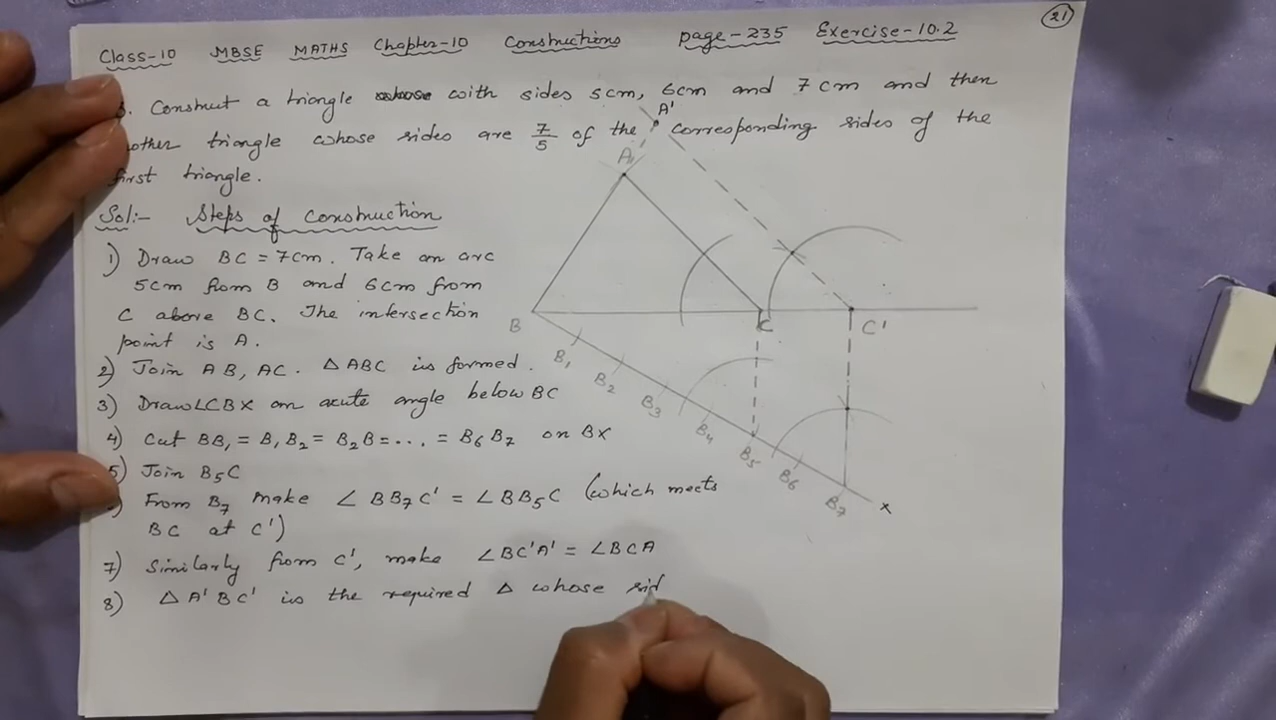 21
Class-10 MBSE MATHS Chapter-10 Constructions page-235 Exercise-10.2
Construct a triangle with sides 5cm, 6cm and 7cm and then
other triangle whose sides are 7/5 of the corresponding sides of the
first triangle.
Sol:- Steps of Construction
1) Draw BC = 7cm. Take an arc
5cm from B and 6cm from
C above BC. The intersection
point is A.
2) Join AB, AC. △ABC is formed.
3) Draw∠CBX an acute angle below BC
4) Cut BB₁ = B₁B₂ = B₂B = .... = B₆B₇ on BX
5) Join B₅C
) From B₇ make ∠BB₇C' = ∠BB₅C (which meets
BC at C')
7) Similarly from C', make ∠BC'A' = ∠BCA
8) △A'BC' is the required △ whose sid
A'
A
B
C
C'
B₁
B₂
B₃
B₄
B₅
B₆
B₇
X